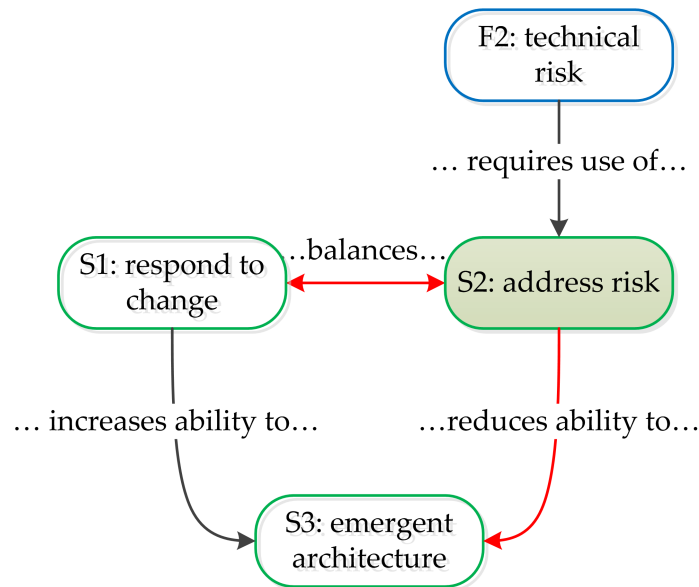 F2: technical
risk
… requires use of…
…balances…
S1: respond to
change
S2: address risk
… increases ability to…
…reduces ability to…
S3: emergent
architecture